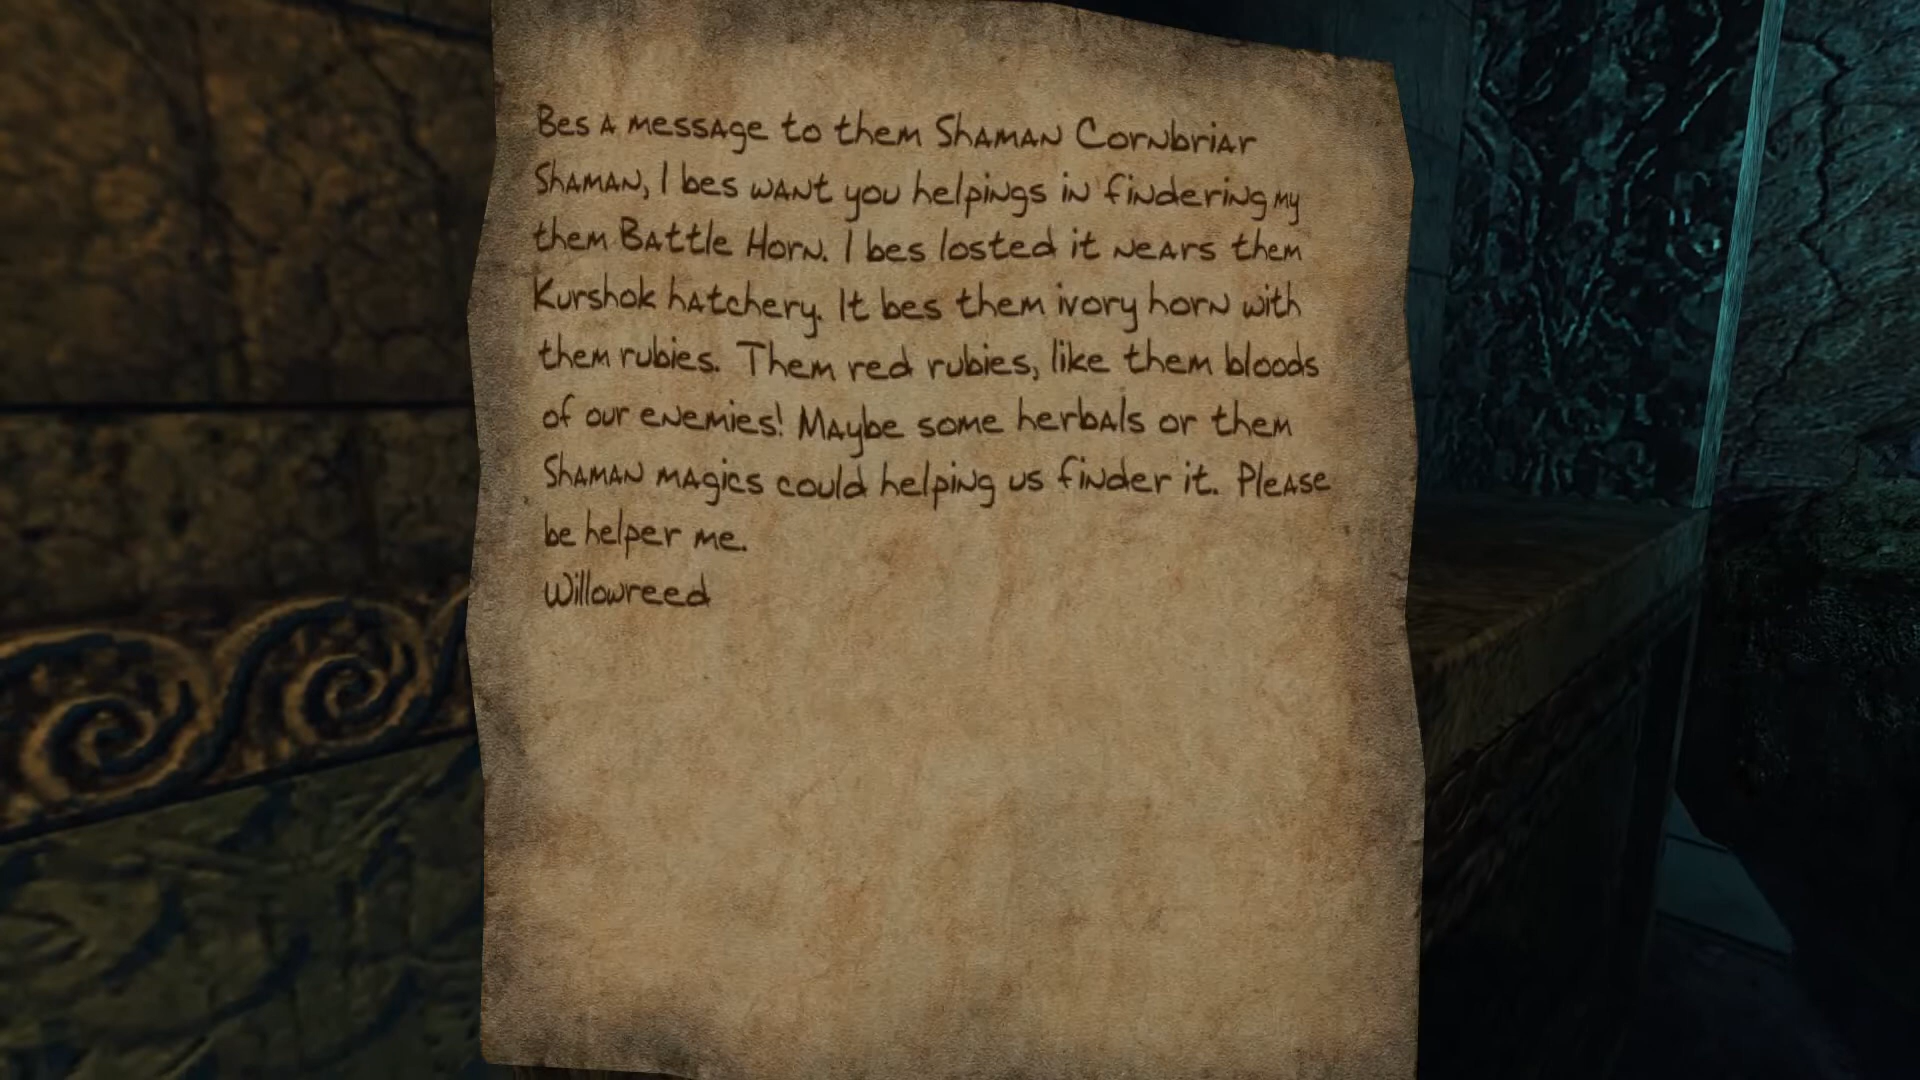 Bes a message to them Shaman Cornbriar
Shaman, I bes want you helpings in findering my
them Battle Horn. I bes losted it nears them
Kurshok hatchery. It bes them ivory horn with
them rubies. Them red rubies, like them bloods
of our enemies! Maybe some herbals or them
Shaman magics could helping us finder it. Please
be helper me.
Willowreed